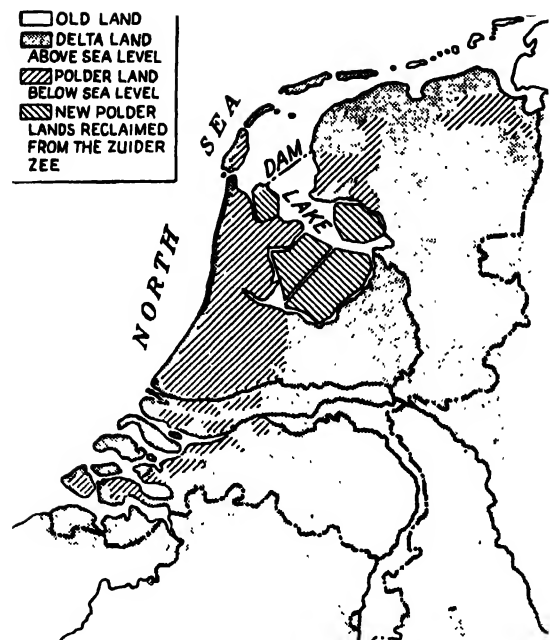 OLD LAND
DELTA LAND
ABOVE SEA LEVEL
POLDER LAND
BELOW SEA LEVEL
NEW POLDER
LANDS RECLAIMED
FROM THE ZUIDER
ZEE
SEA
DAM
LAKE
NORTH